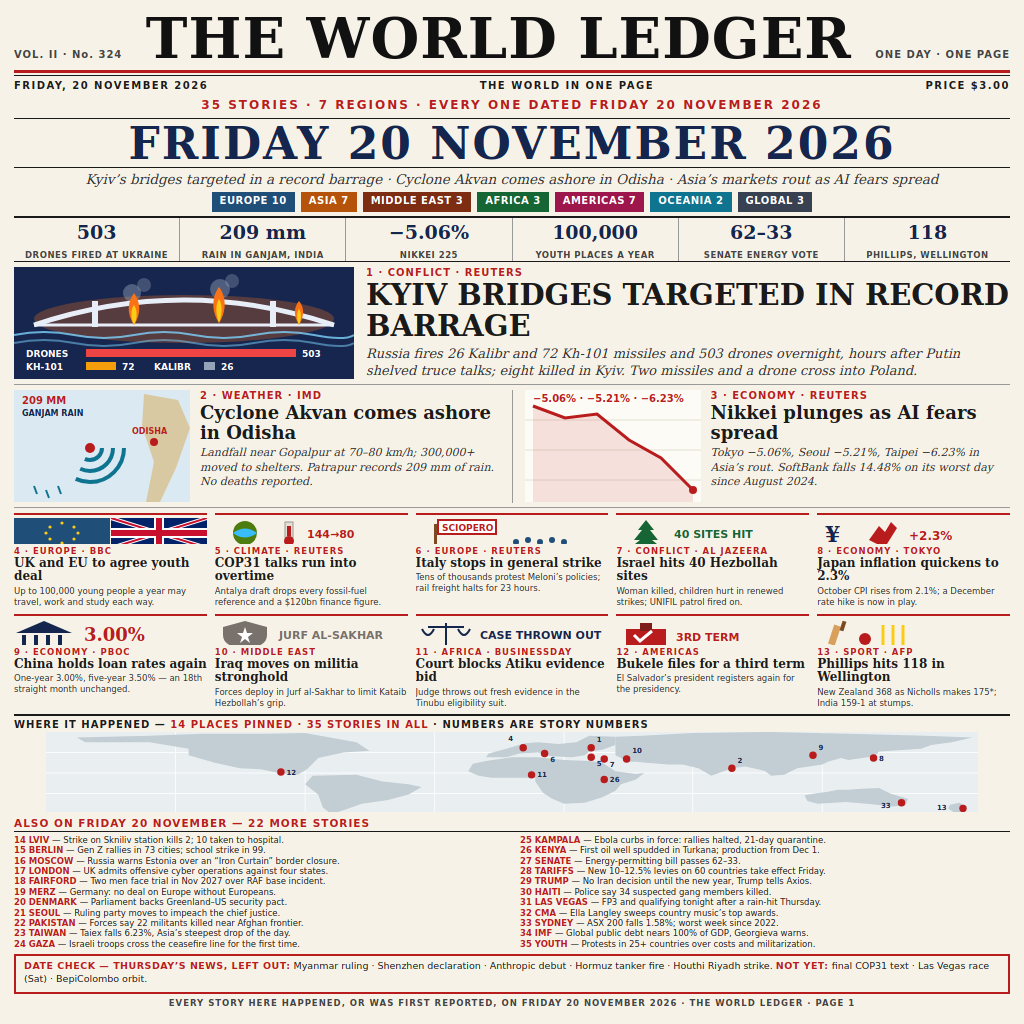 VOL. II · No. 324
THE WORLD LEDGER
ONE DAY · ONE PAGE
FRIDAY, 20 NOVEMBER 2026
THE WORLD IN ONE PAGE
PRICE $3.00
35 STORIES · 7 REGIONS · EVERY ONE DATED FRIDAY 20 NOVEMBER 2026
FRIDAY 20 NOVEMBER 2026
Kyiv’s bridges targeted in a record barrage · Cyclone Akvan comes ashore in Odisha · Asia’s markets rout as AI fears spread
EUROPE 10
ASIA 7
MIDDLE EAST 3
AFRICA 3
AMERICAS 7
OCEANIA 2
GLOBAL 3
503
DRONES FIRED AT UKRAINE
209 mm
RAIN IN GANJAM, INDIA
−5.06%
NIKKEI 225
100,000
YOUTH PLACES A YEAR
62–33
SENATE ENERGY VOTE
118
PHILLIPS, WELLINGTON
DRONES 503
KH-101 72 KALIBR 26
1 · CONFLICT · REUTERS
KYIV BRIDGES TARGETED IN RECORD
BARRAGE
Russia fires 26 Kalibr and 72 Kh-101 missiles and 503 drones overnight, hours after Putin
shelved truce talks; eight killed in Kyiv. Two missiles and a drone cross into Poland.
209 MM
GANJAM RAIN
ODISHA
2 · WEATHER · IMD
Cyclone Akvan comes ashore
in Odisha
Landfall near Gopalpur at 70–80 km/h; 300,000+
moved to shelters. Patrapur records 209 mm of rain.
No deaths reported.
−5.06% · −5.21% · −6.23%
3 · ECONOMY · REUTERS
Nikkei plunges as AI fears
spread
Tokyo −5.06%, Seoul −5.21%, Taipei −6.23% in
Asia’s rout. SoftBank falls 14.48% on its worst day
since August 2024.
4 · EUROPE · BBC
UK and EU to agree youth
deal
Up to 100,000 young people a year may
travel, work and study each way.
144→80
5 · CLIMATE · REUTERS
COP31 talks run into
overtime
Antalya draft drops every fossil-fuel
reference and a $120bn finance figure.
SCIOPERO
6 · EUROPE · REUTERS
Italy stops in general strike
Tens of thousands protest Meloni’s policies;
rail freight halts for 23 hours.
40 SITES HIT
7 · CONFLICT · AL JAZEERA
Israel hits 40 Hezbollah
sites
Woman killed, children hurt in renewed
strikes; UNIFIL patrol fired on.
¥ +2.3%
8 · ECONOMY · TOKYO
Japan inflation quickens to
2.3%
October CPI rises from 2.1%; a December
rate hike is now in play.
3.00%
9 · ECONOMY · PBOC
China holds loan rates again
One-year 3.00%, five-year 3.50% — an 18th
straight month unchanged.
JURF AL-SAKHAR
10 · MIDDLE EAST
Iraq moves on militia
stronghold
Forces deploy in Jurf al-Sakhar to limit Kataib
Hezbollah’s grip.
CASE THROWN OUT
11 · AFRICA · BUSINESSDAY
Court blocks Atiku evidence
bid
Judge throws out fresh evidence in the
Tinubu eligibility suit.
3RD TERM
12 · AMERICAS
Bukele files for a third term
El Salvador’s president registers again for
the presidency.
13 · SPORT · AFP
Phillips hits 118 in
Wellington
New Zealand 368 as Nicholls makes 175*;
India 159-1 at stumps.
WHERE IT HAPPENED — 14 PLACES PINNED · 35 STORIES IN ALL · NUMBERS ARE STORY NUMBERS
4
1
6
5
7
10
11
26
12
2
9
8
33
13
ALSO ON FRIDAY 20 NOVEMBER — 22 MORE STORIES
14 LVIV — Strike on Skniliv station kills 2; 10 taken to hospital.
15 BERLIN — Gen Z rallies in 73 cities; school strike in 99.
16 MOSCOW — Russia warns Estonia over an “Iron Curtain” border closure.
17 LONDON — UK admits offensive cyber operations against four states.
18 FAIRFORD — Two men face trial in Nov 2027 over RAF base incident.
19 MERZ — Germany: no deal on Europe without Europeans.
20 DENMARK — Parliament backs Greenland–US security pact.
21 SEOUL — Ruling party moves to impeach the chief justice.
22 PAKISTAN — Forces say 22 militants killed near Afghan frontier.
23 TAIWAN — Taiex falls 6.23%, Asia’s steepest drop of the day.
24 GAZA — Israeli troops cross the ceasefire line for the first time.
25 KAMPALA — Ebola curbs in force: rallies halted, 21-day quarantine.
26 KENYA — First oil well spudded in Turkana; production from Dec 1.
27 SENATE — Energy-permitting bill passes 62–33.
28 TARIFFS — New 10–12.5% levies on 60 countries take effect Friday.
29 TRUMP — No Iran decision until the new year, Trump tells Axios.
30 HAITI — Police say 34 suspected gang members killed.
31 LAS VEGAS — FP3 and qualifying tonight after a rain-hit Thursday.
32 CMA — Ella Langley sweeps country music’s top awards.
33 SYDNEY — ASX 200 falls 1.58%; worst week since 2022.
34 IMF — Global public debt nears 100% of GDP, Georgieva warns.
35 YOUTH — Protests in 25+ countries over costs and militarization.
DATE CHECK — THURSDAY’S NEWS, LEFT OUT: Myanmar ruling · Shenzhen declaration · Anthropic debut · Hormuz tanker fire · Houthi Riyadh strike. NOT YET: final COP31 text · Las Vegas race
(Sat) · BepiColombo orbit.
EVERY STORY HERE HAPPENED, OR WAS FIRST REPORTED, ON FRIDAY 20 NOVEMBER 2026 · THE WORLD LEDGER · PAGE 1